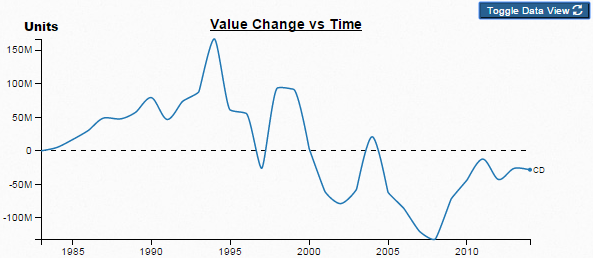 Toggle Data View
Value Change vs Time
Units
150M
100M
50M
0
-50M
-100M
CD
1985 1990 1995 2000 2005 2010